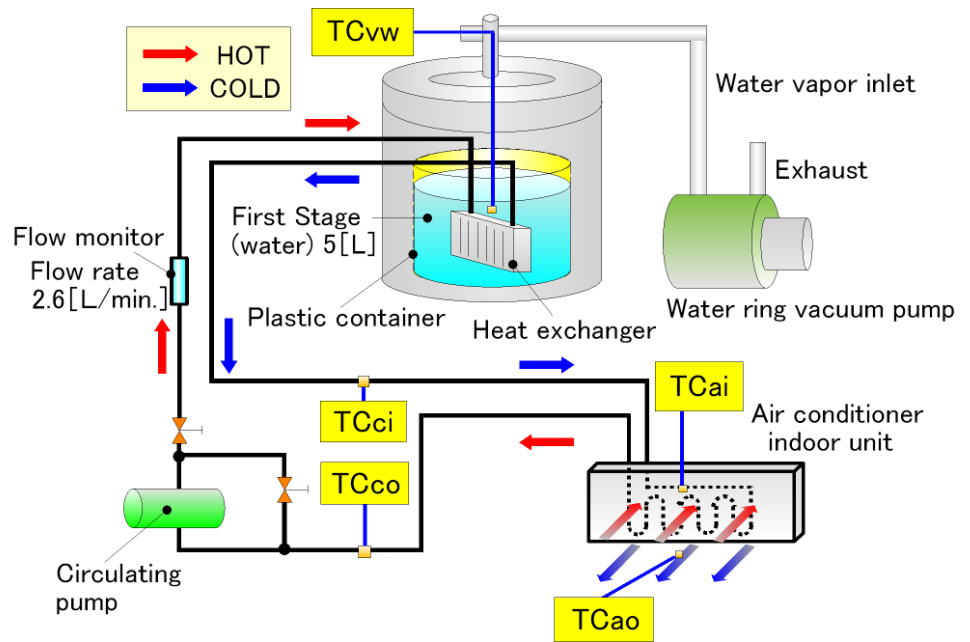 TCvw
HOT
COLD
Water vapor inlet
Exhaust
First Stage
(water) 5[L]
Flow monitor
Flow rate
2.6[L/min.]
Plastic container
Heat exchanger
Water ring vacuum pump
TCci
TCai
Air conditioner
indoor unit
TCco
Circulating
pump
TCao